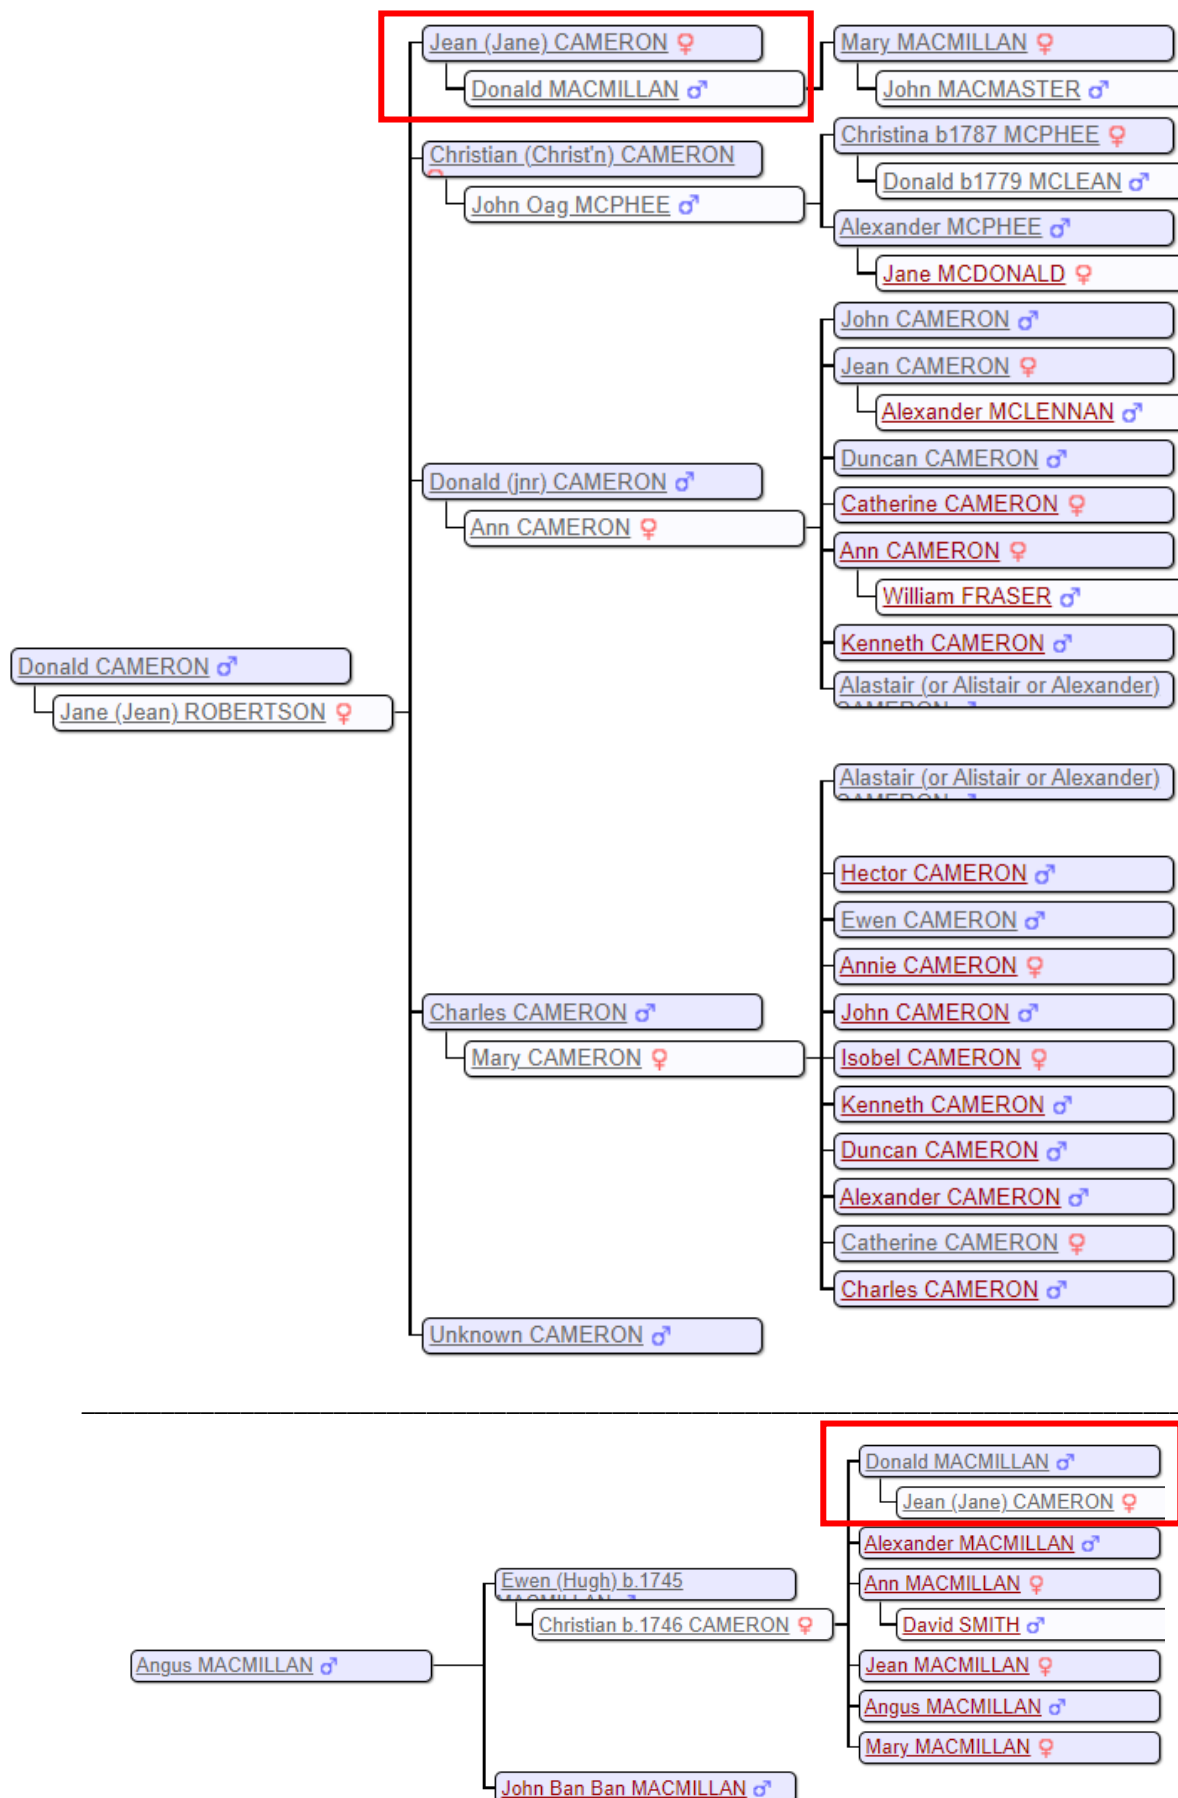 Jean (Jane) CAMERON ♀
Donald MACMILLAN ♂
Mary MACMILLAN ♀
John MACMASTER ♂
Christian (Christ'n) CAMERON
John Oag MCPHEE ♂
Christina b1787 MCPHEE ♀
Donald b1779 MCLEAN ♂
Alexander MCPHEE ♂
Jane MCDONALD ♀
Donald (jnr) CAMERON ♂
Ann CAMERON ♀
John CAMERON ♂
Jean CAMERON ♀
Alexander MCLENNAN ♂
Duncan CAMERON ♂
Catherine CAMERON ♀
Ann CAMERON ♀
William FRASER ♂
Kenneth CAMERON ♂
Alastair (or Alistair or Alexander)
CAMERON ♂
Donald CAMERON ♂
Jane (Jean) ROBERTSON ♀
Charles CAMERON ♂
Mary CAMERON ♀
Alastair (or Alistair or Alexander)
CAMERON ♂
Hector CAMERON ♂
Ewen CAMERON ♂
Annie CAMERON ♀
John CAMERON ♂
Isobel CAMERON ♀
Kenneth CAMERON ♂
Duncan CAMERON ♂
Alexander CAMERON ♂
Catherine CAMERON ♀
Charles CAMERON ♂
Unknown CAMERON ♂
Angus MACMILLAN ♂
Ewen (Hugh) b.1745
MACMILLAN ♂
Christian b.1746 CAMERON ♀
Donald MACMILLAN ♂
Jean (Jane) CAMERON ♀
Alexander MACMILLAN ♂
Ann MACMILLAN ♀
David SMITH ♂
Jean MACMILLAN ♀
Angus MACMILLAN ♂
Mary MACMILLAN ♀
John Ban Ban MACMILLAN ♂